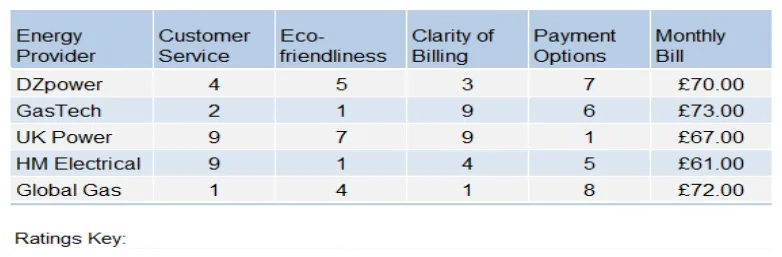 Energy Provider Customer Service Eco-friendliness Clarity of Billing Payment Options Monthly Bill
DZpower 4 5 3 7 £70.00
GasTech 2 1 9 6 £73.00
UK Power 9 7 9 1 £67.00
HM Electrical 9 1 4 5 £61.00
Global Gas 1 4 1 8 £72.00
Ratings Key: